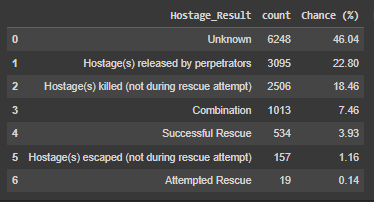 Hostage_Result count Chance (%)
0 Unknown 6248 46.04
1 Hostage(s) released by perpetrators 3095 22.80
2 Hostage(s) killed (not during rescue attempt) 2506 18.46
3 Combination 1013 7.46
4 Successful Rescue 534 3.93
5 Hostage(s) escaped (not during rescue attempt) 157 1.16
6 Attempted Rescue 19 0.14